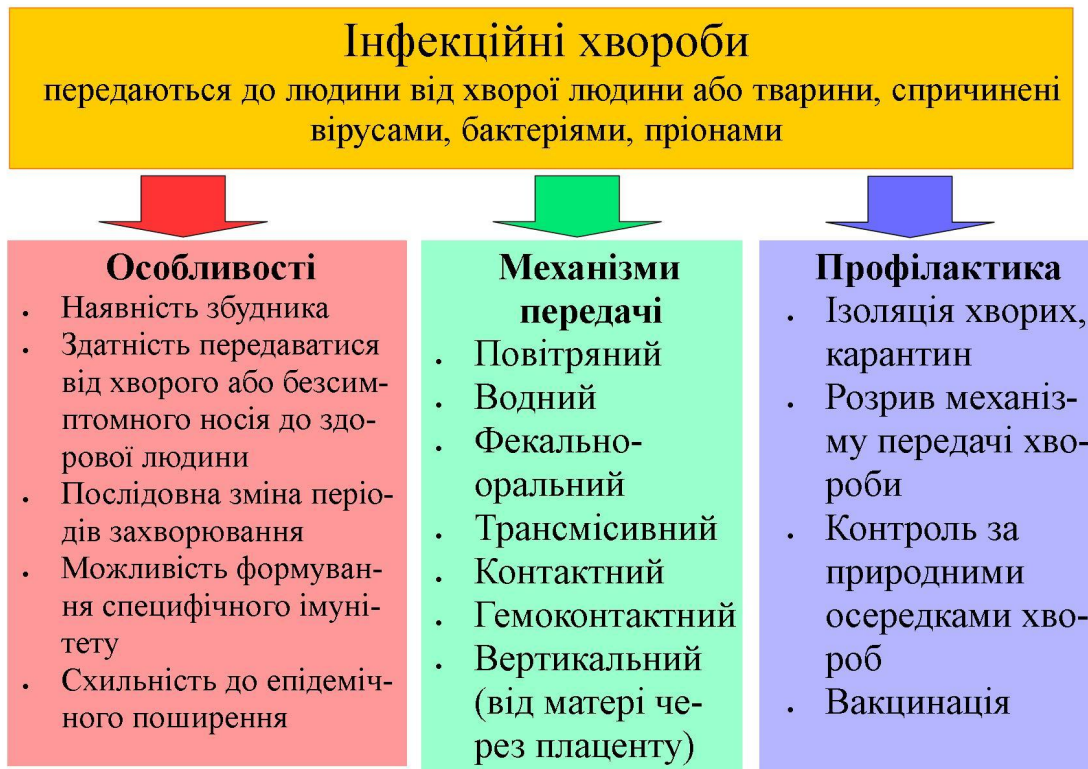 Інфекційні хвороби
передаються до людини від хворої людини або тварини, спричинені
вірусами, бактеріями, пріонами
Особливості
• Наявність збудника
• Здатність передаватися
від хворого або безсим-
птомного носія до здо-
рової людини
• Послідовна зміна пері-
одів захворювання
• Можливість формуван-
ня специфічного імуні-
тету
• Схильність до епідеміч-
ного поширення
Механізми
передачі
• Повітряний
• Водний
• Фекально-
оральний
• Трансмісивний
• Контактний
• Гемоконтактний
• Вертикальний
(від матері че-
рез плаценту)
Профілактика
• Ізоляція хворих,
карантин
• Розрив механіз-
му передачі хво-
роби
• Контроль за
природними
осередками хво-
роб
• Вакцинація